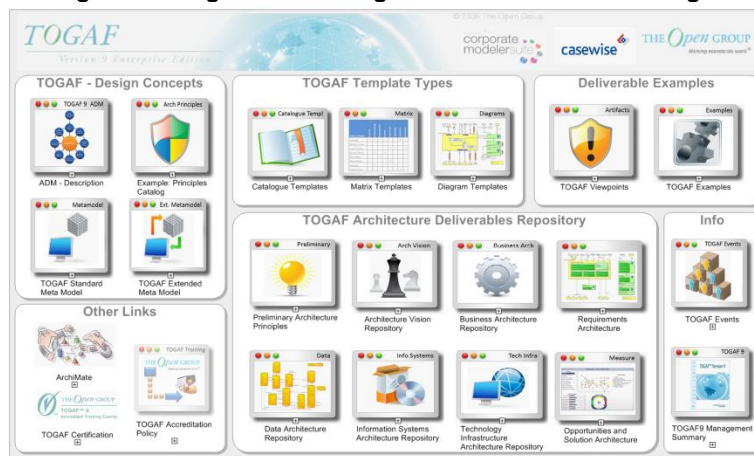 © 2009 The Open Group
TOGAF
Version 9 Enterprise Edition
corporate
modelersuite
casewise
THE Open GROUP
Making standards work®
TOGAF - Design Concepts
TOGAF 9 ADM
Arch Principles
ADM - Description
Example: Principles
Catalog
Metamodel
Ext. Metamodel
TOGAF Standard
Meta Model
TOGAF Extended
Meta Model
TOGAF Template Types
Catalogue Templ
Matrix
Diagrams
Catalogue Templates
Matrix Templates
Diagram Templates
Deliverable Examples
Artifacts
Examples
TOGAF Viewpoints
TOGAF Examples
TOGAF Architecture Deliverables Repository
Preliminary
Arch Vision
Business Arch
Preliminary Architecture
Principles
Architecture Vision
Repository
Business Architecture
Repository
Requirements
Architecture
Data
Info Systems
Tech Infra
Measure
Data Architecture
Repository
Information Systems
Architecture Repository
Technology
Infrastructure
Architecture Repository
Opportunities and
Solution Architecture
Info
TOGAF Events
TOGAF Events
TOGAF 9
TOGAF9 Management
Summary
Other Links
ArchiMate
THE Open GROUP
TOGAF Certification
TOGAF Training
THE Open GROUP
TOGAF Accreditation
Policy